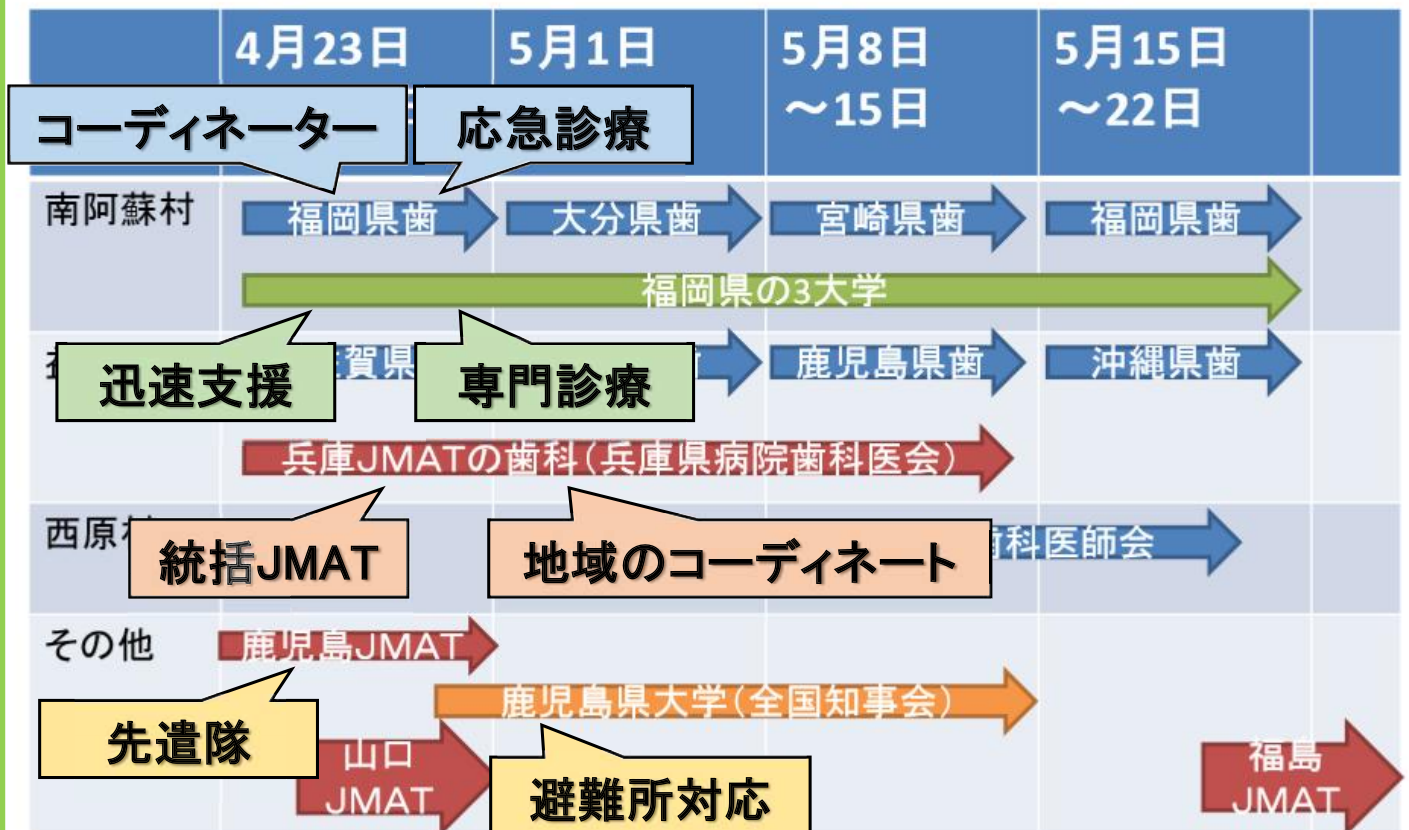 4月23日
5月1日
5月8日
～15日
5月15日
～22日
コーディネーター
応急診療
南阿蘇村
福岡県歯
大分県歯
宮崎県歯
福岡県歯
福岡県の3大学
迅速支援
専門診療
賀県
鹿児島県歯
沖縄県歯
兵庫JMATの歯科(兵庫県病院歯科医会)
西原
統括JMAT
地域のコーディネート
科医師会
その他
鹿児島JMAT
鹿児島県大学(全国知事会)
先遣隊
山口
JMAT
避難所対応
福島
JMAT